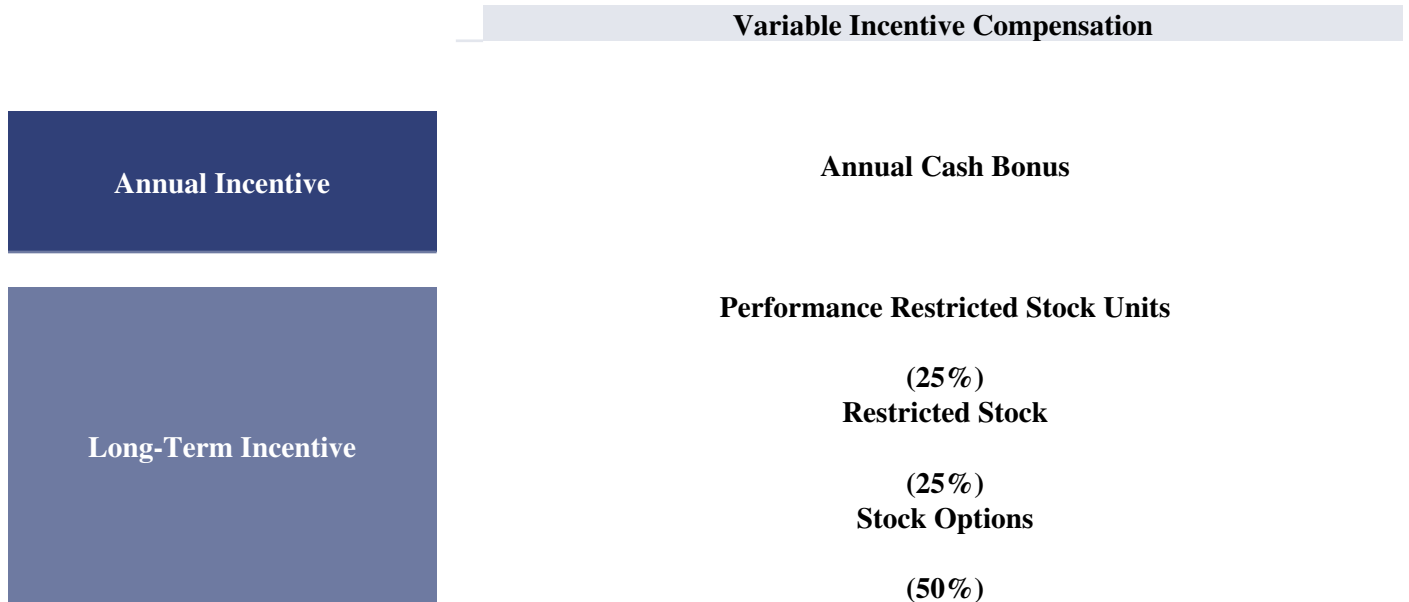 Variable Incentive Compensation
Annual Incentive
Annual Cash Bonus
Long-Term Incentive
Performance Restricted Stock Units
(25%)
Restricted Stock
(25%)
Stock Options
(50%)